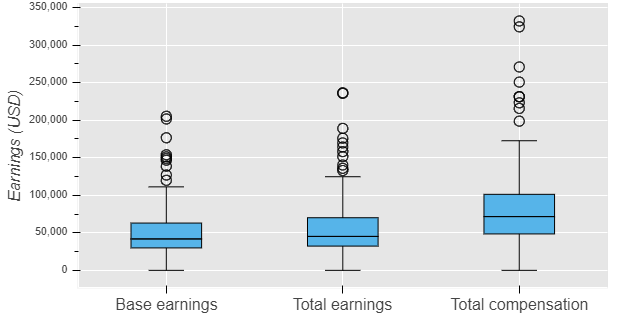 350,000
300,000
250,000
200,000
150,000
100,000
50,000
0
Earnings (USD)
Base earnings
Total earnings
Total compensation